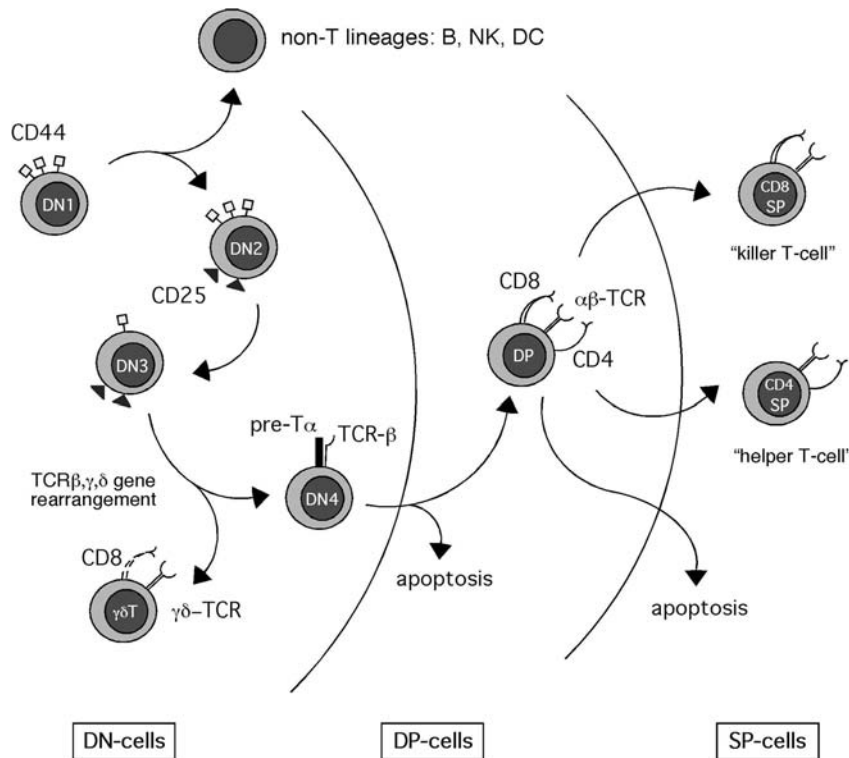 non-T lineages: B, NK, DC
CD44
DN1
DN2
CD25
DN3
TCRβ,γ,δ gene
rearrangement
pre-Tα
TCR-β
DN4
CD8
γδT
γδ–TCR
apoptosis
CD8
αβ-TCR
DP
CD4
CD8
SP
"killer T-cell"
CD4
SP
"helper T-cell"
apoptosis
DN-cells
DP-cells
SP-cells